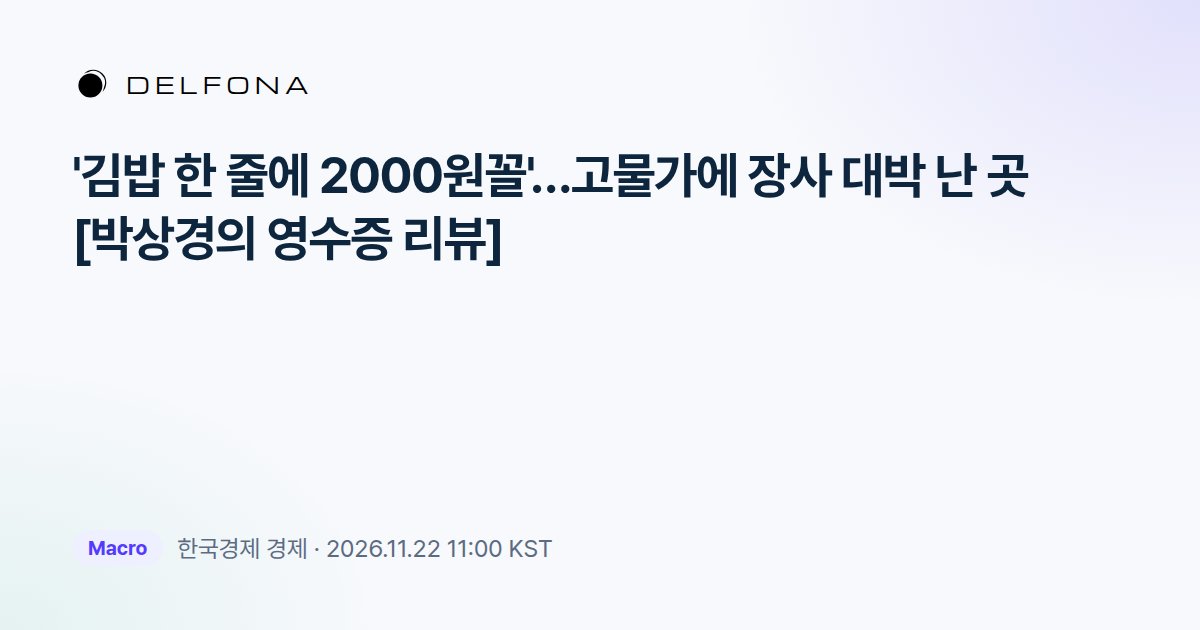 DELFONA
'김밥 한 줄에 2000원꼴'…고물가에 장사 대박 난 곳
[박상경의 영수증 리뷰]
Macro 한국경제 경제 · 2026.11.22 11:00 KST